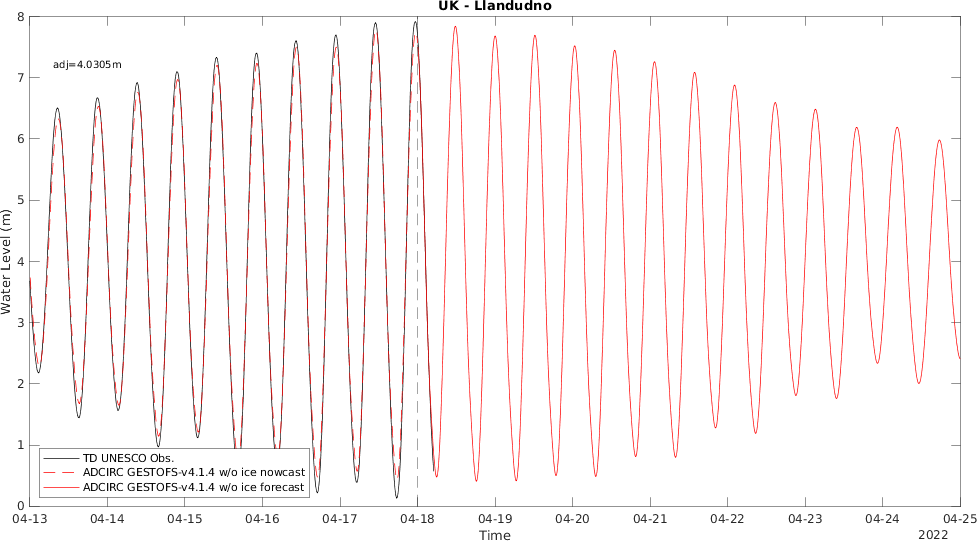 UK - Llandudno
8
adj=4.0305m
7
6
5
4
3
2
1
0
Water Level (m)
TD UNESCO Obs.
ADCIRC GESTOFS-v4.1.4 w/o ice nowcast
ADCIRC GESTOFS-v4.1.4 w/o ice forecast
04-13 04-14 04-15 04-16 04-17 04-18 04-19 04-20 04-21 04-22 04-23 04-24 04-25
Time
2022